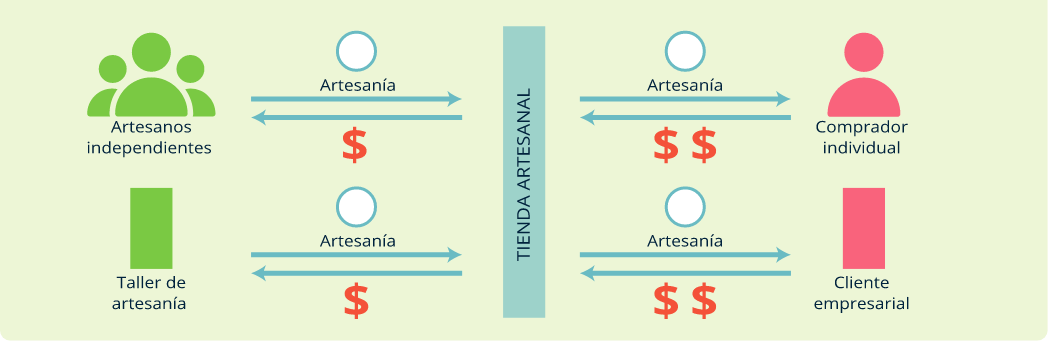 Artesanía
Artesanía
Artesanos
independientes
$
TIENDA ARTESANAL
$ $
Comprador
individual
Artesanía
Artesanía
Taller de
artesanía
$
$ $
Cliente
empresarial